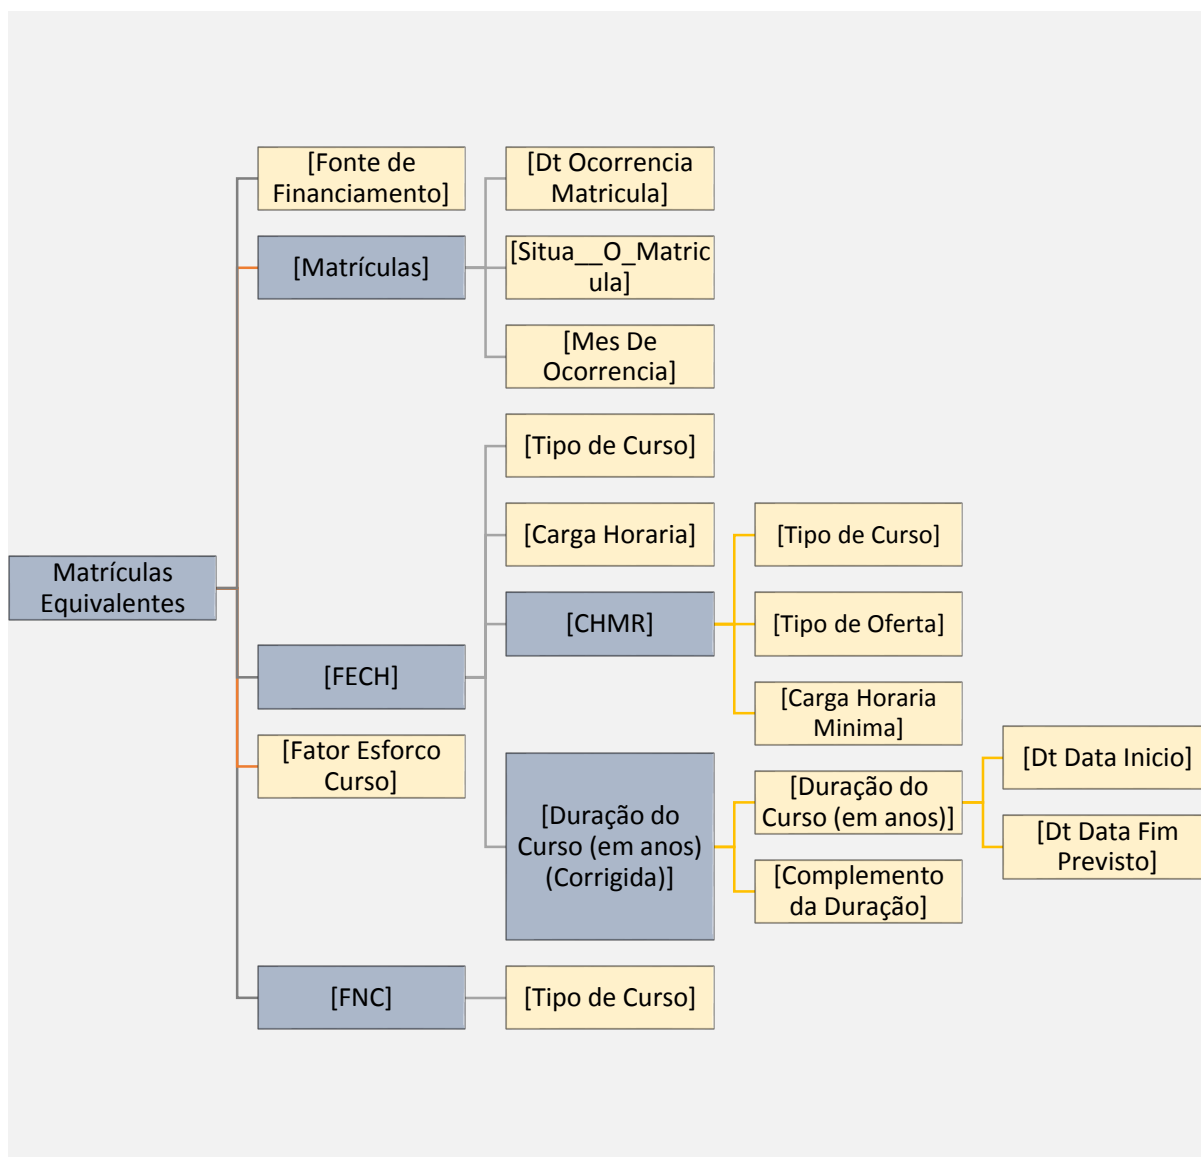 [Fonte de
Financiamento]
[Dt Ocorrencia
Matricula]
[Matrículas]
[Situa__O_Matric
ula]
[Mes De
Ocorrencia]
[Tipo de Curso]
[Carga Horaria]
[Tipo de Curso]
Matrículas
Equivalentes
[CHMR]
[Tipo de Oferta]
[FECH]
[Carga Horaria
Minima]
[Fator Esforco
Curso]
[Duração do
Curso (em anos)
(Corrigida)]
[Duração do
Curso (em anos)]
[Dt Data Inicio]
[Dt Data Fim
Previsto]
[Complemento
da Duração]
[FNC]
[Tipo de Curso]